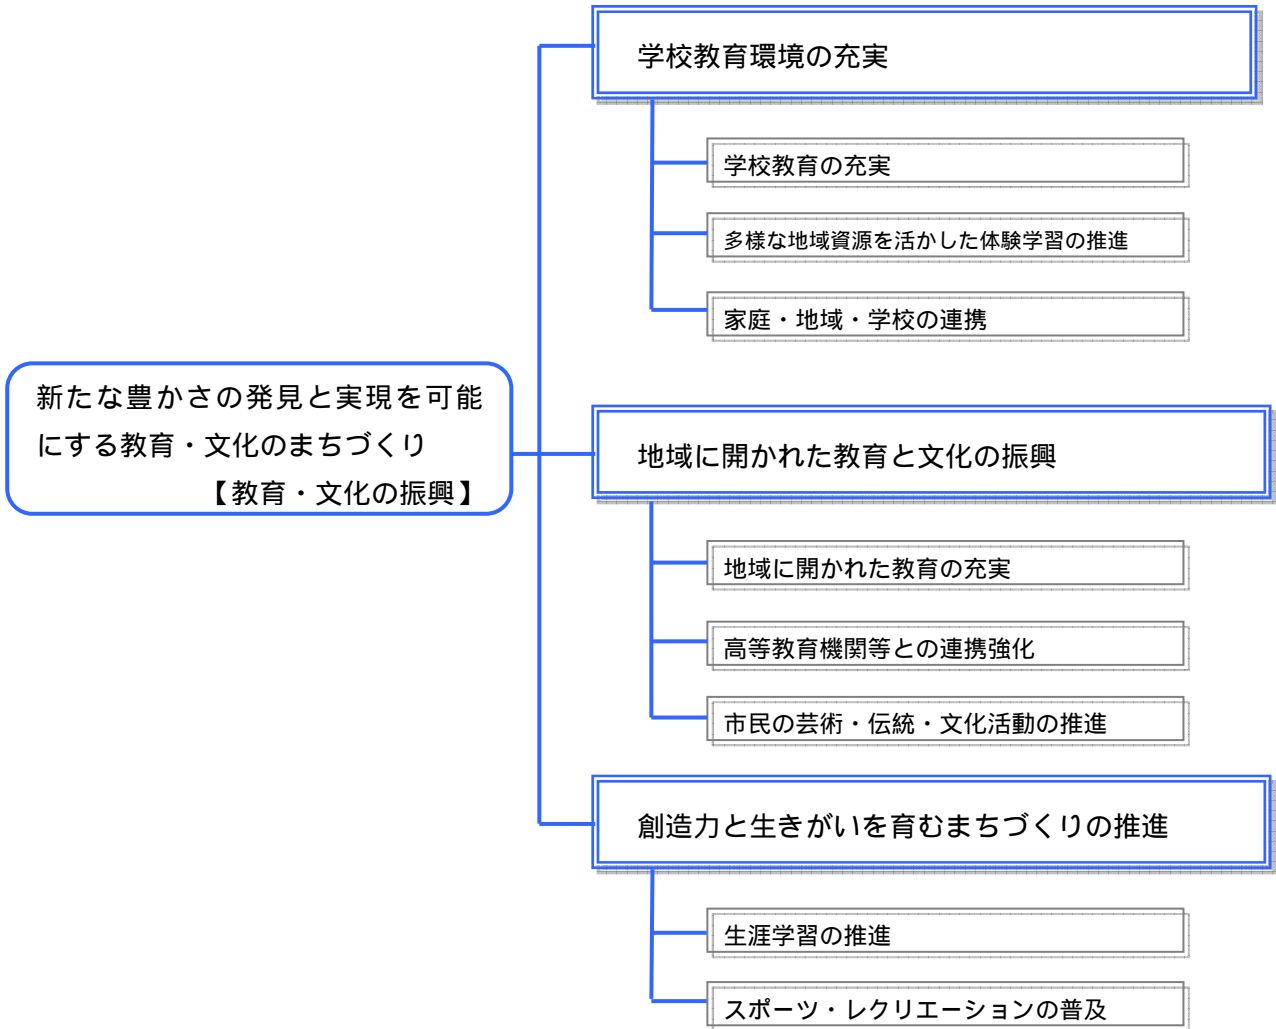 学校教育環境の充実
学校教育の充実
多様な地域資源を活かした体験学習の推進
家庭・地域・学校の連携
新たな豊かさの発見と実現を可能
にする教育・文化のまちづくり
【教育・文化の振興】
地域に開かれた教育と文化の振興
地域に開かれた教育の充実
高等教育機関等との連携強化
市民の芸術・伝統・文化活動の推進
創造力と生きがいを育むまちづくりの推進
生涯学習の推進
スポーツ・レクリエーションの普及